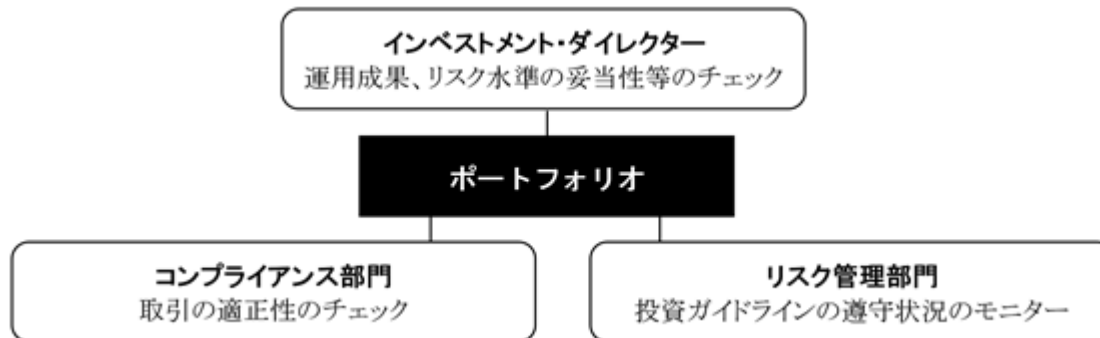 インベストメント・ダイレクター
運用成果、リスク水準の妥当性等のチェック
ポートフォリオ
コンプライアンス部門
取引の適正性のチェック
リスク管理部門
投資ガイドラインの遵守状況のモニター